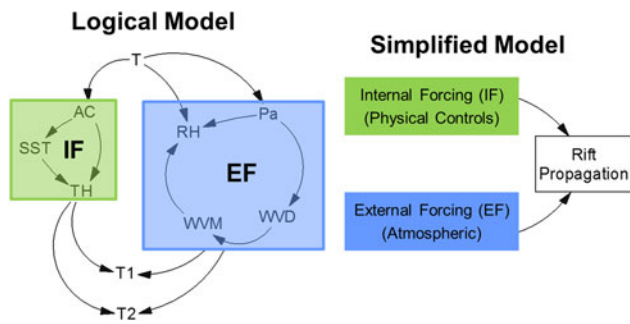 Logical Model
T
AC
SST
IF
TH
RH
Pa
EF
WVM
WVD
T1
T2
Simplified Model
Internal Forcing (IF)
(Physical Controls)
Rift
Propagation
External Forcing (EF)
(Atmospheric)